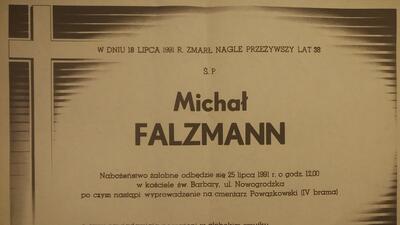 W DNIU 18 LIPCA 1991 R. ZMARŁ NAGLE PRZEŻYWSZY LAT 38
Ś.P.
Michał
FALZMANN
Nabożeństwo żałobne odbędzie się 25 lipca 1991 r. o godz. 12.00
w kościele św. Barbary, ul. Nowogrodzka
po czym nastąpi wyprowadzenie na cmentarz Powązkowski (IV brama)